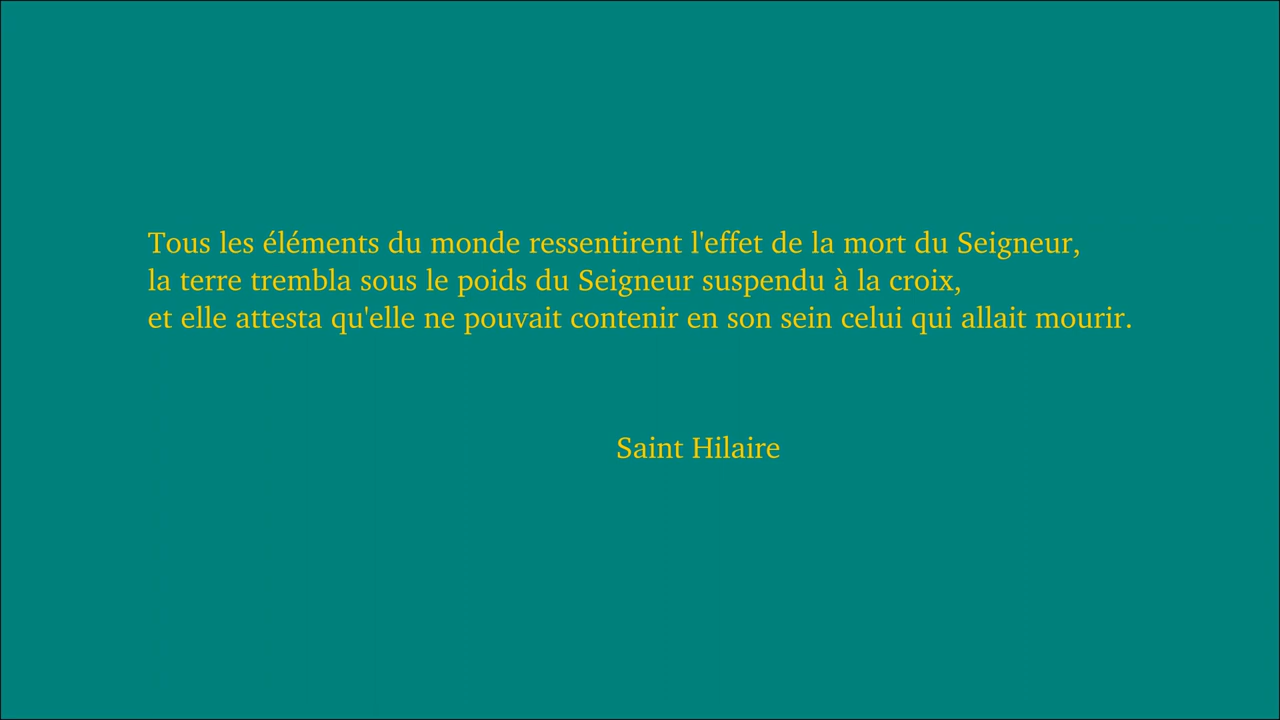 Tous les éléments du monde ressentirent l'effet de la mort du Seigneur,
la terre trembla sous le poids du Seigneur suspendu à la croix,
et elle attesta qu'elle ne pouvait contenir en son sein celui qui allait mourir.
Saint Hilaire